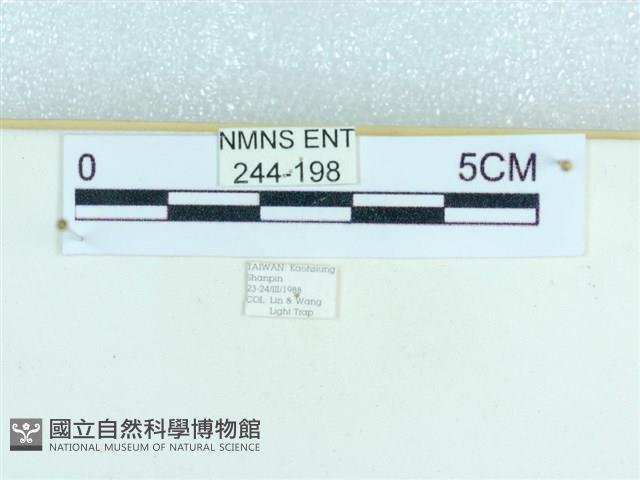 NMNS ENT
244-198
0 5CM
TAIWAN: Kaohsiung
Shanpin
23-24/III/1988
COL. Lin & Wang
Light Trap
國立自然科學博物館
NATIONAL MUSEUM OF NATURAL SCIENCE